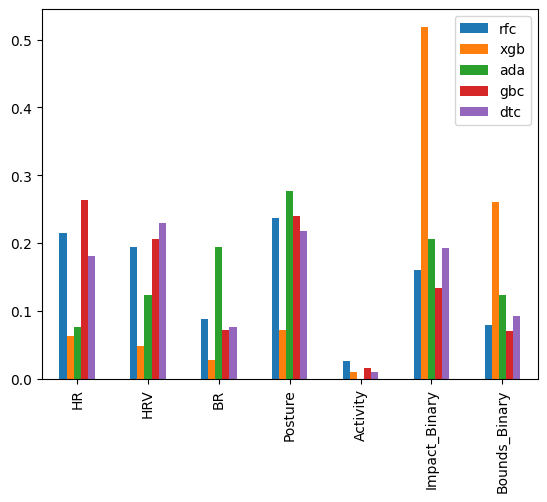 0.5
0.4
0.3
0.2
0.1
0.0
rfc
xgb
ada
gbc
dtc
HR
HRV
BR
Posture
Activity
Impact_Binary
Bounds_Binary